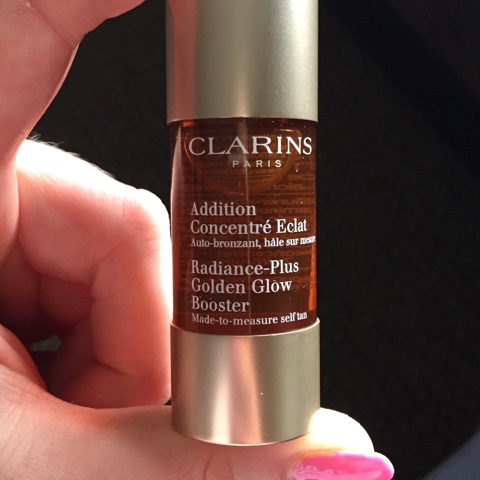 CLARINS
PARIS
Addition
Concentré Eclat
Auto-bronzant, hâle sur mesure
Radiance-Plus
Golden Glow
Booster
Made-to-measure self tan